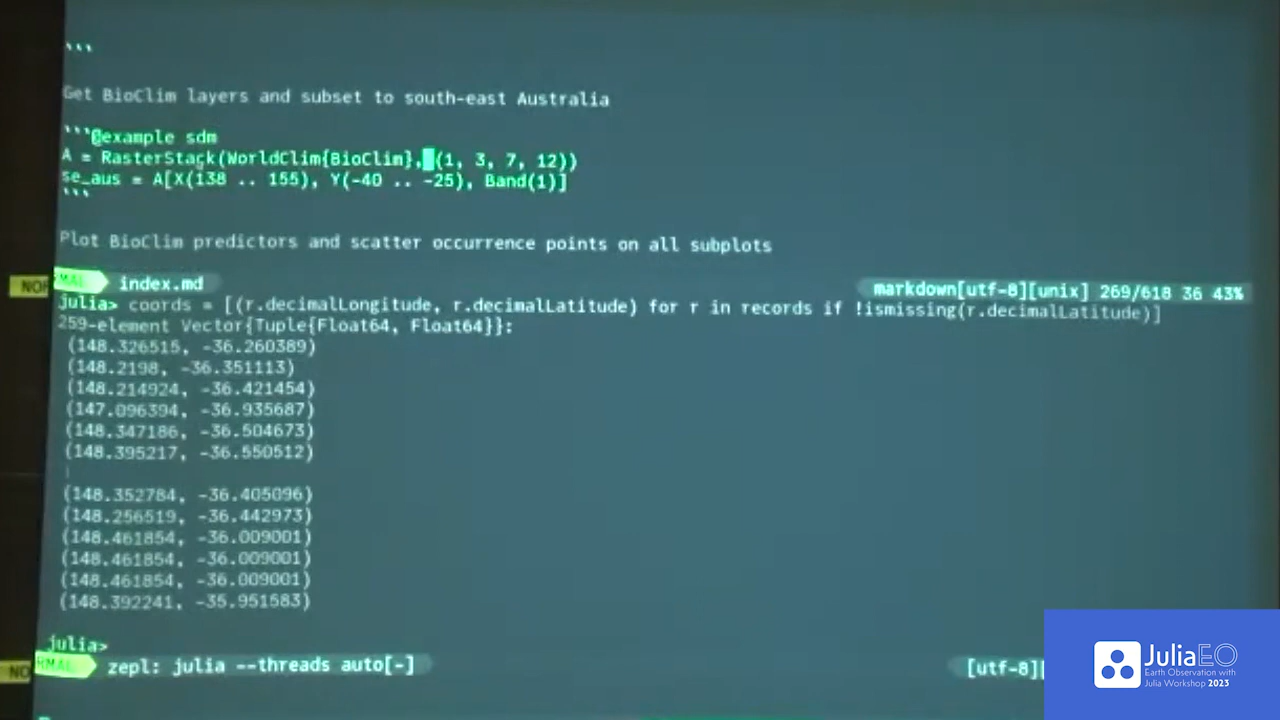 ```
Get BioClim layers and subset to south-east Australia
```@example sdm
A = RasterStack(WorldClim{BioClim}, (1, 3, 7, 12))
se_aus = A[X(138 .. 155), Y(-40 .. -25), Band(1)]
```
Plot BioClim predictors and scatter occurrence points on all subplots
NOR MAL index.md markdown[utf-8][unix] 269/618 36 43%
julia> coords = [(r.decimalLongitude, r.decimalLatitude) for r in records if !ismissing(r.decimalLatitude)]
259-element Vector{Tuple{Float64, Float64}}:
(148.326515, -36.260389)
(148.2198, -36.351113)
(148.214924, -36.421454)
(147.096394, -36.935687)
(148.347186, -36.504673)
(148.395217, -36.550512)
⋮
(148.352784, -36.405096)
(148.256519, -36.442973)
(148.461854, -36.009001)
(148.461854, -36.009001)
(148.461854, -36.009001)
(148.392241, -35.951583)
julia>
NO RMAL zepl: julia --threads auto[-] [utf-8][
JuliaEO
Earth Observation with
Julia Workshop 2023